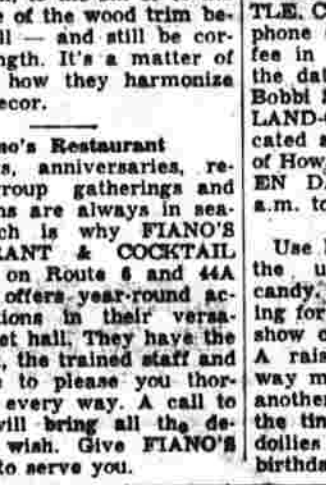 of the wood trim be-
ll — and still be cor-
ngth. It's a matter of
how they harmonize
ecor.
no's Restaurant
s, anniversaries, re-
roup gatherings and
ns are always in sea-
ch is why FIANO'S
RANT & COCKTAIL
on Route 6 and 44A
offers year-round ac-
tions in their versa-
et hall. They have the
, the trained staff and
to please you thor-
every way. A call to
will bring all the de-
wish. Give FIANO'S
to serve you.
TLE, C
phone
fee in
the da
Bobbi
LAND-
cated a
of How
EN D
a.m. to
Use
the u
candy.
ing for
show c
A rais
way m
another
the tin
doilies
birthda